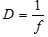 D = 1/f